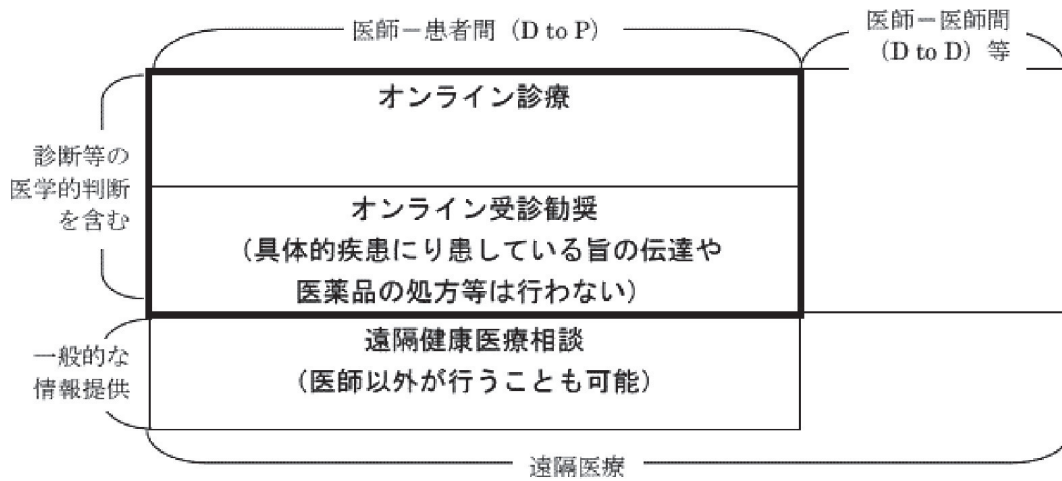 医師－患者間（D to P）
医師－医師間
（D to D）等
診断等の
医学的判断
を含む
オンライン診療
オンライン受診勧奨
（具体的疾患にり患している旨の伝達や
医薬品の処方等は行わない）
一般的な
情報提供
遠隔健康医療相談
（医師以外が行うことも可能）
遠隔医療